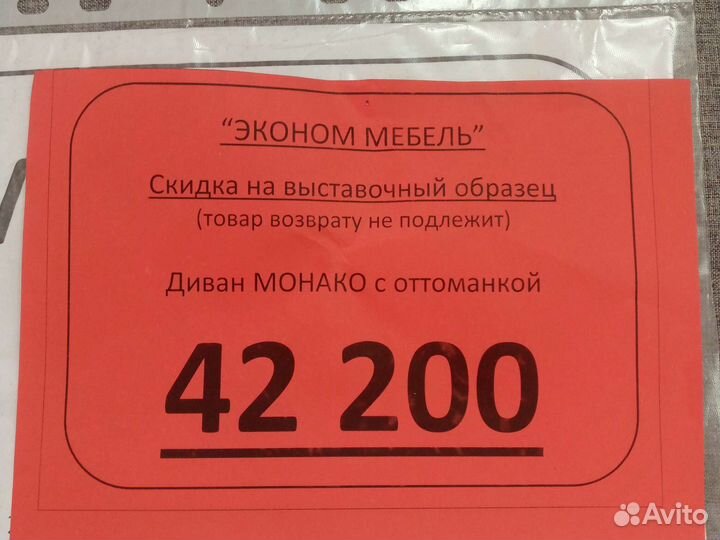 “ЭКОНОМ МЕБЕЛЬ”
Скидка на выставочный образец
(товар возврату не подлежит)
Диван МОНАКО с оттоманкой
42 200
Avito